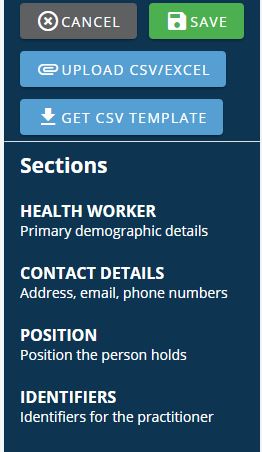 CANCEL SAVE
UPLOAD CSV/EXCEL
GET CSV TEMPLATE
Sections
HEALTH WORKER
Primary demographic details
CONTACT DETAILS
Address, email, phone numbers
POSITION
Position the person holds
IDENTIFIERS
Identifiers for the practitioner